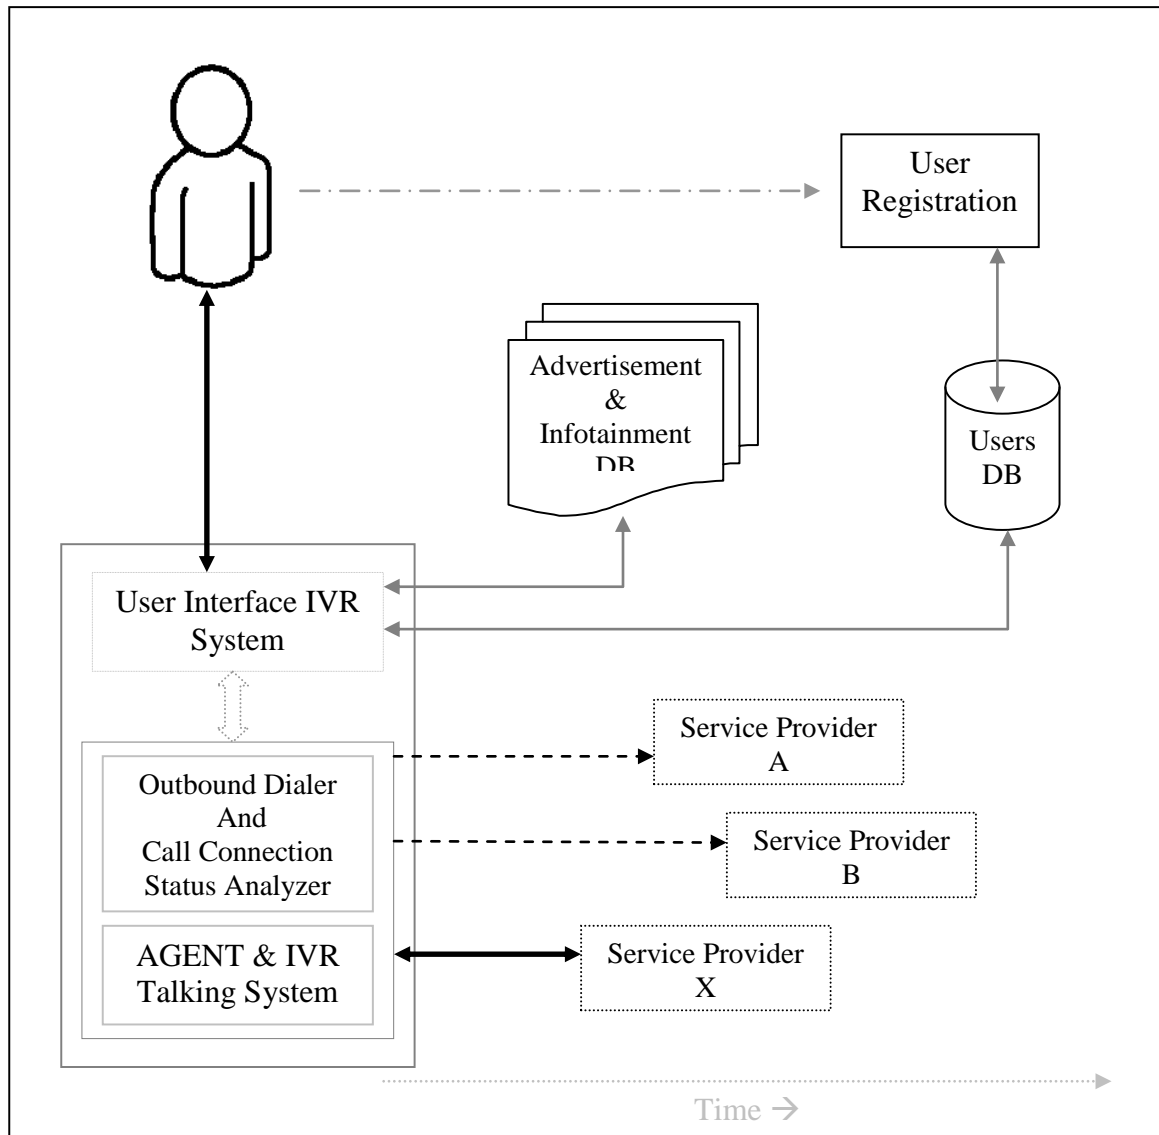 User
Registration
Advertisement
&
Infotainment
DB
Users
DB
User Interface IVR
System
Service Provider
A
Outbound Dialer
And
Call Connection
Status Analyzer
Service Provider
B
AGENT & IVR
Talking System
Service Provider
X
Time →